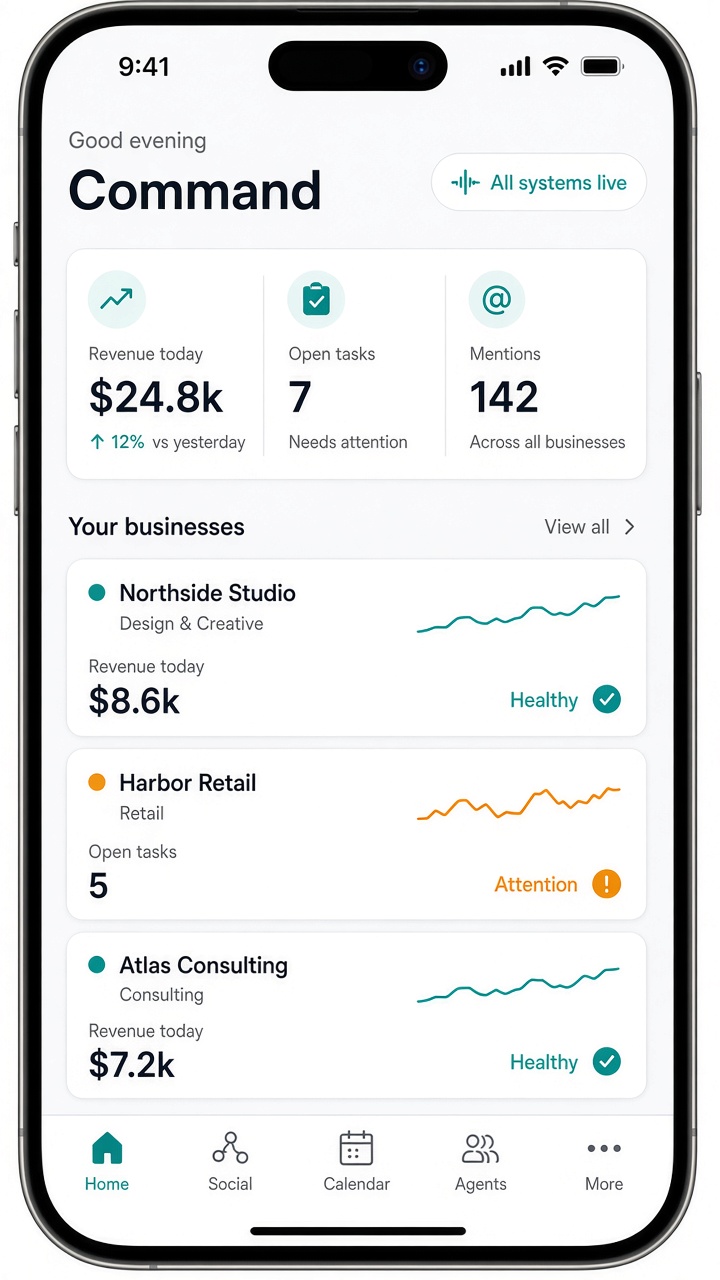 9:41
Good evening
Command
All systems live
Revenue today
$24.8k
↑ 12% vs yesterday
Open tasks
7
Needs attention
@
Mentions
142
Across all businesses
Your businesses
View all >
Northside Studio
Design & Creative
Revenue today
$8.6k
Healthy
Harbor Retail
Retail
Open tasks
5
Attention
!
Atlas Consulting
Consulting
Revenue today
$7.2k
Healthy
Home
Social
Calendar
Agents
More